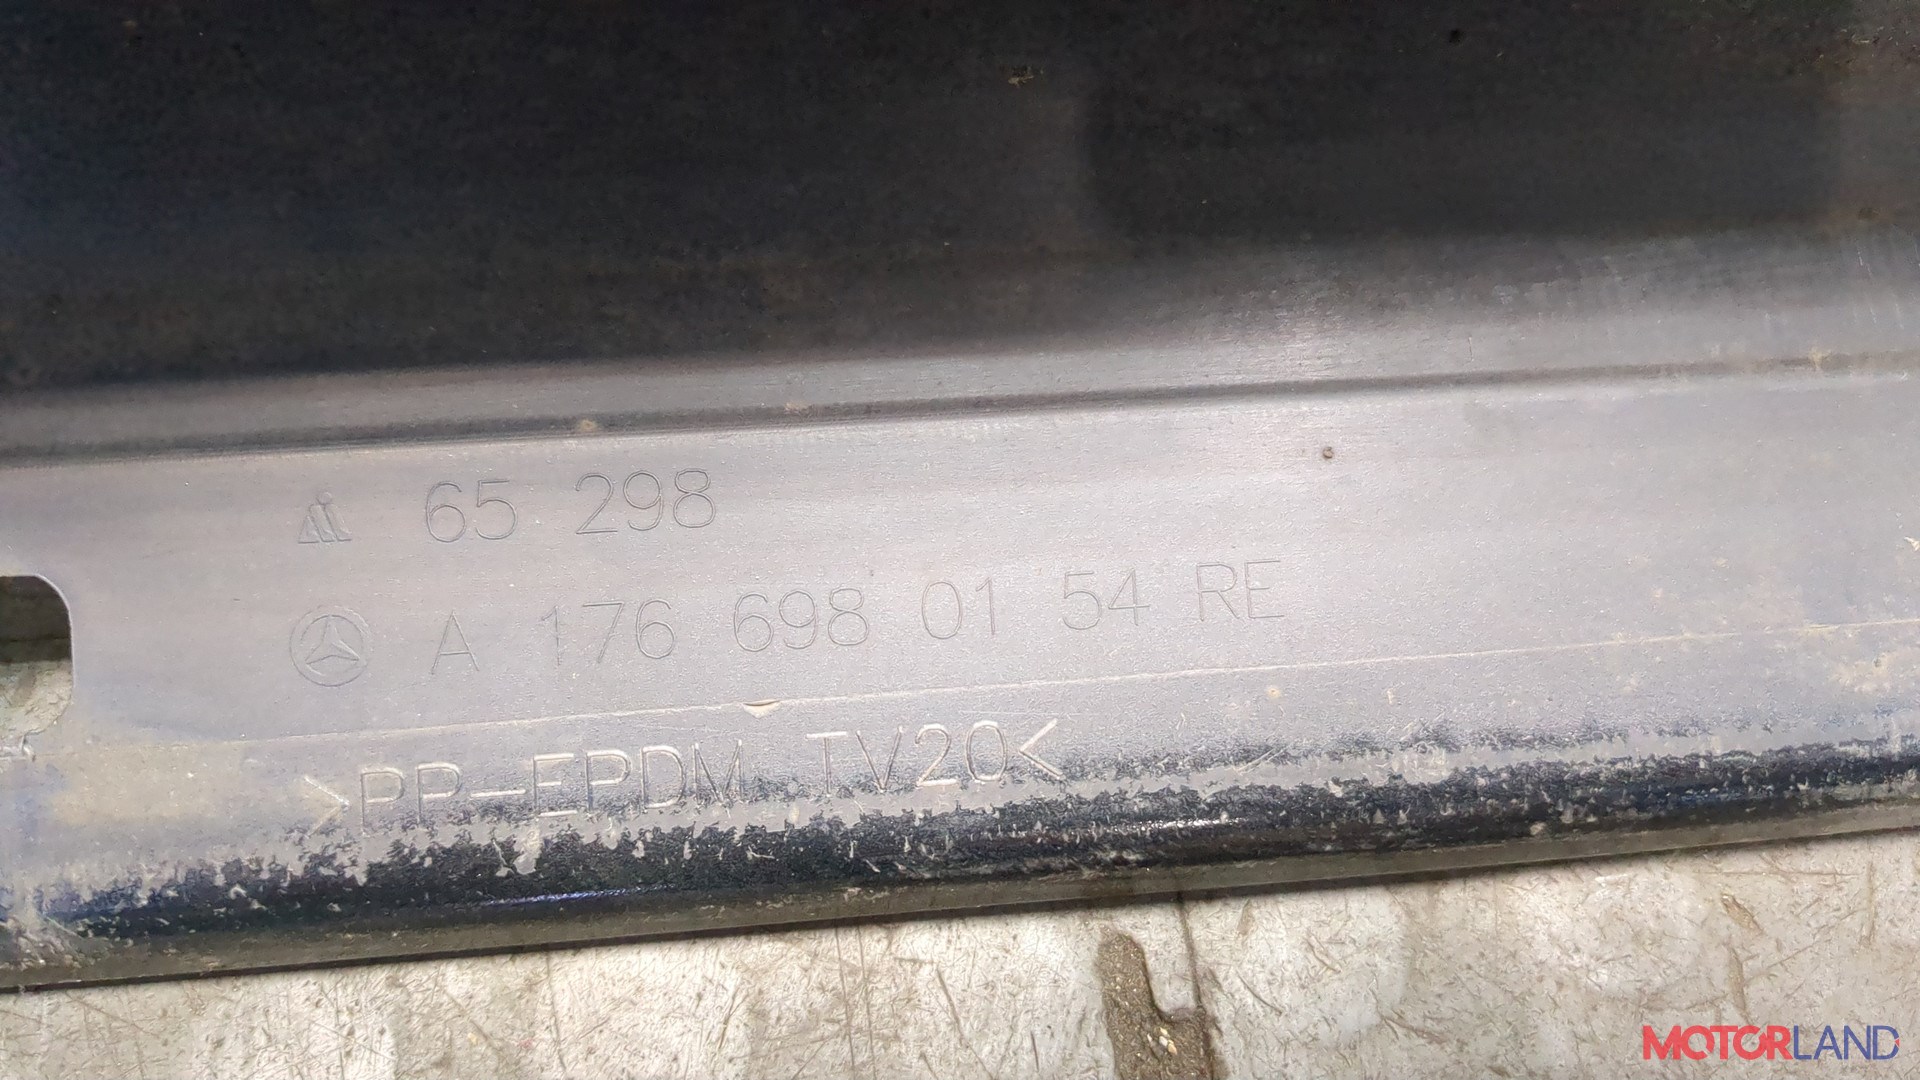 65 298
A 176 698 01 54 RE
>PP-EPDM TV20<
MOTORLAND